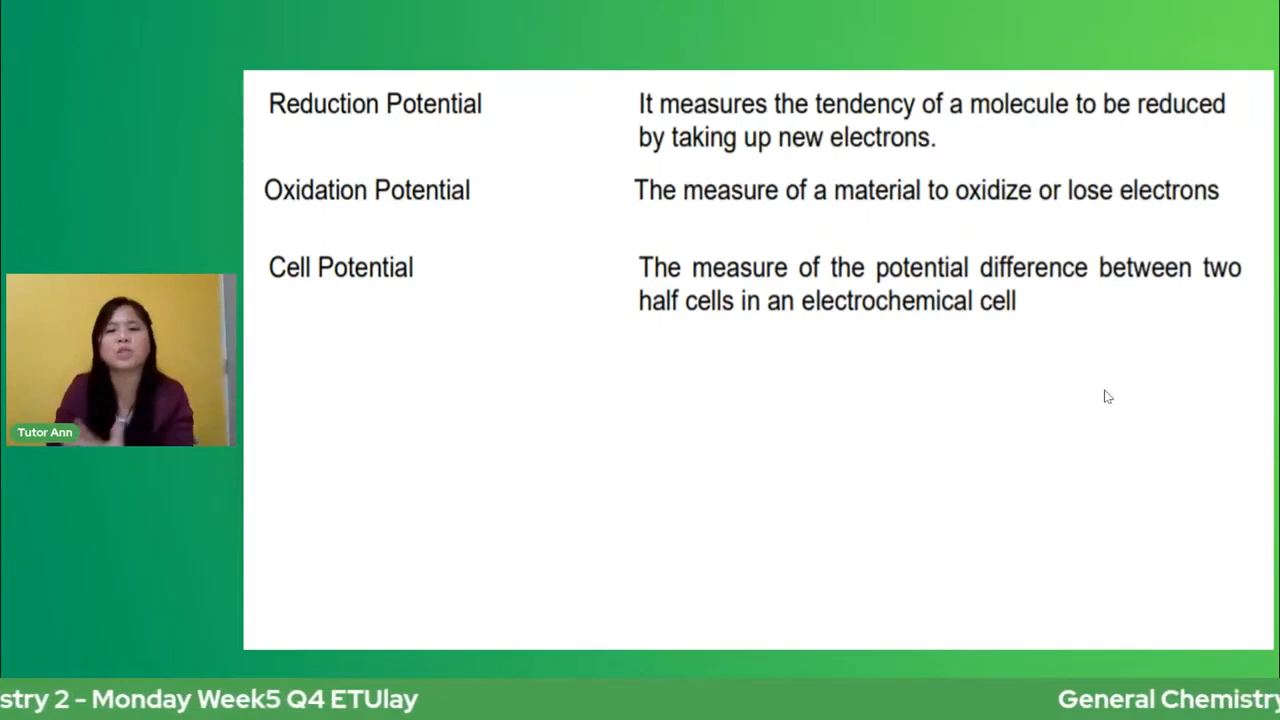 Reduction Potential
It measures the tendency of a molecule to be reduced
by taking up new electrons.
Oxidation Potential
The measure of a material to oxidize or lose electrons
Cell Potential
The measure of the potential difference between two
half cells in an electrochemical cell
Tutor Ann
stry 2 - Monday Week5 Q4 ETUlay
General Chemistry